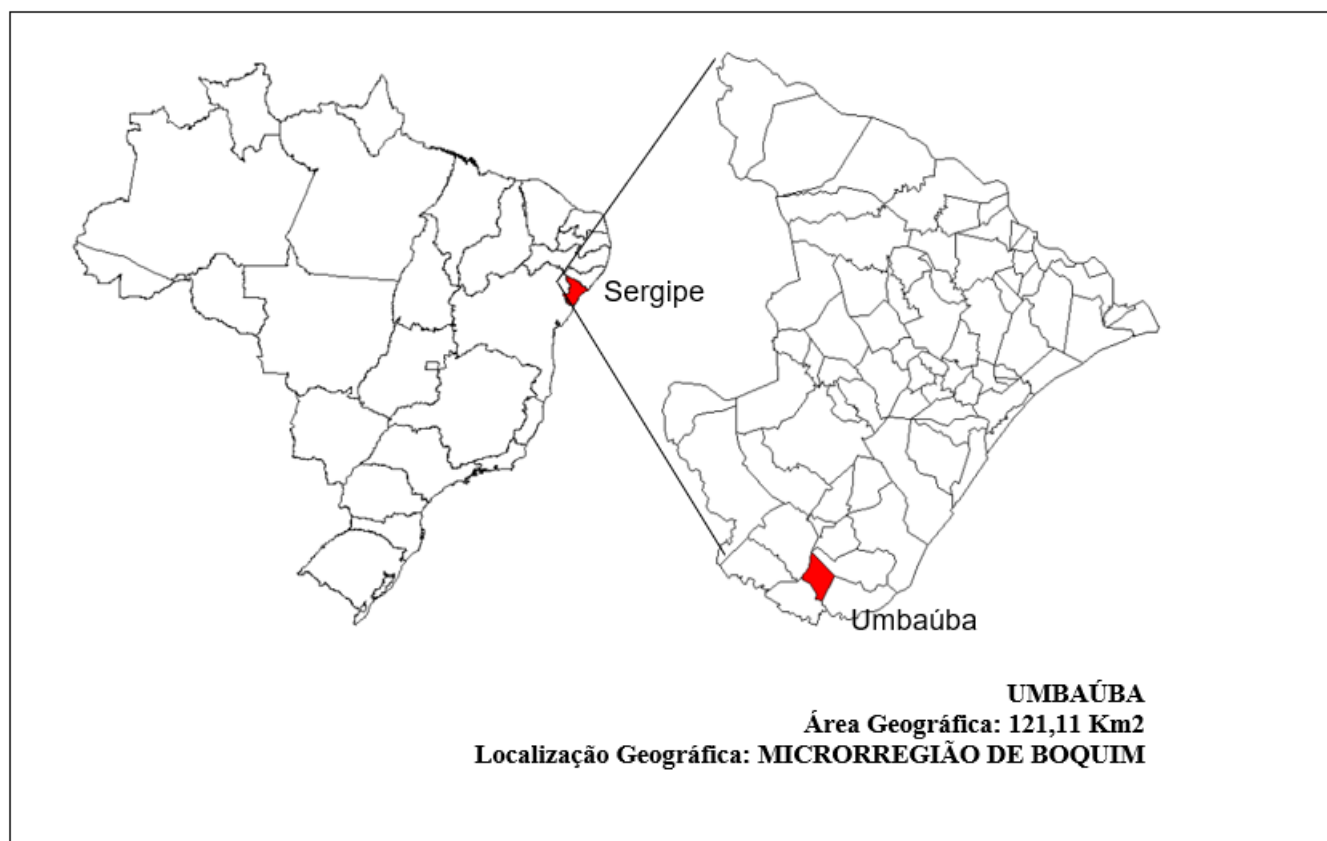 Sergipe
Umbaúba
UMBAÚBA
Área Geográfica: 121,11 Km2
Localização Geográfica: MICRORREGIÃO DE BOQUIM